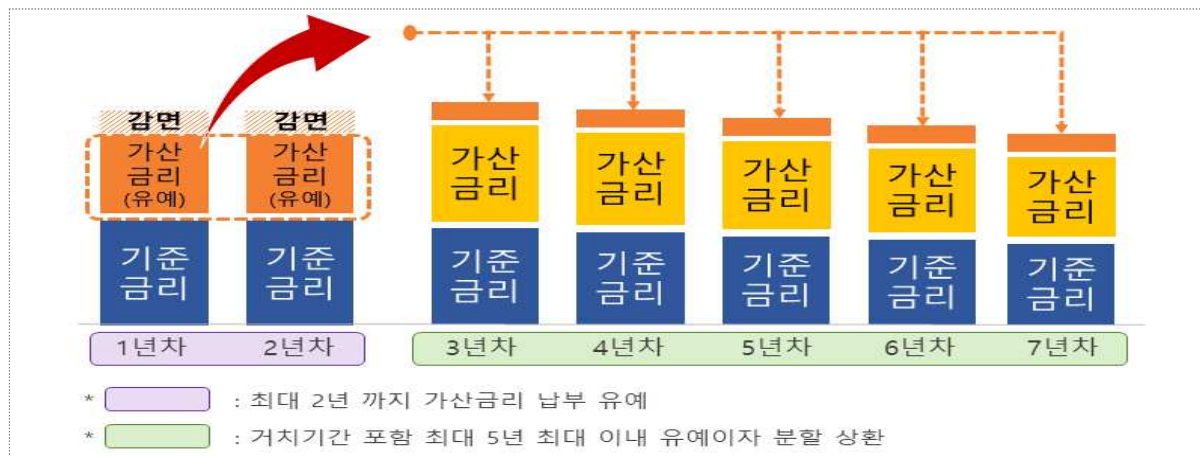 감면
감면
가산
금리
(유예)
가산
금리
(유예)
기준
금리
기준
금리
가산
금리
가산
금리
가산
금리
가산
금리
가산
금리
기준
금리
기준
금리
기준
금리
기준
금리
기준
금리
1년차
2년차
3년차
4년차
5년차
6년차
7년차
* : 최대 2년 까지 가산금리 납부 유예
* : 거치기간 포함 최대 5년 최대 이내 유예이자 분할 상환